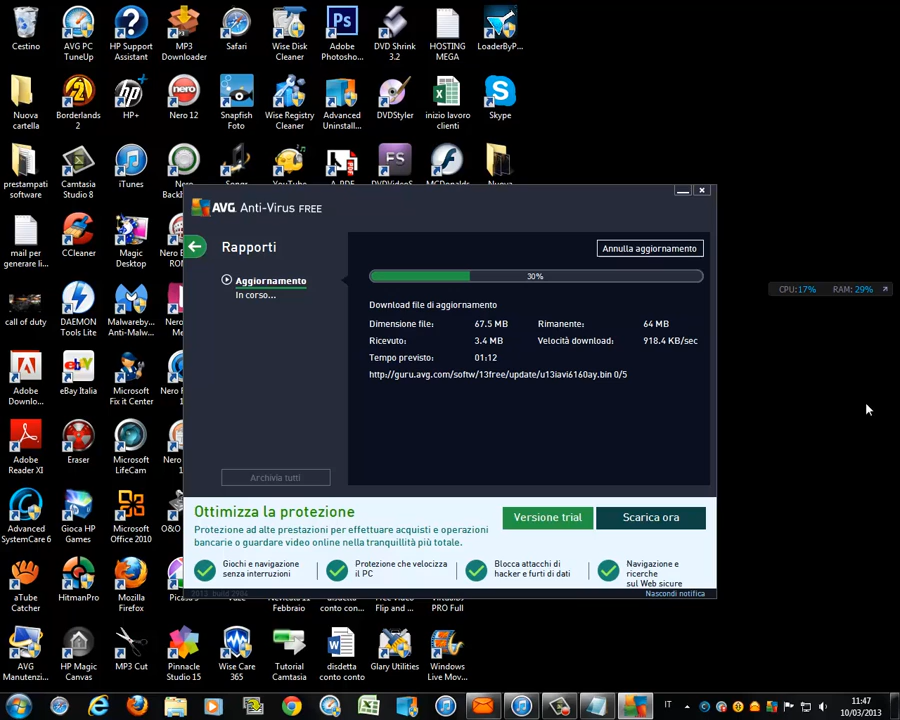 Cestino
AVG PC
TuneUp
HP Support
Assistant
MP3
Downloader
Safari
Wise Disk
Cleaner
Adobe
Photosho...
DVD Shrink
3.2
HOSTING
MEGA
LoaderByP...
Nuova
cartella
Borderlands
2
HP+
Nero 12
Snapfish
Foto
Wise Registry
Cleaner
Advanced
Uninstall...
DVDStyler
inizio lavoro
clienti
Skype
prestampati
software
Camtasia
Studio 8
iTunes
Nero
mail per
generare li...
CCleaner
Magic
Desktop
call of duty
DAEMON
Tools Lite
Malwareby...
Anti-Malw...
Adobe
Downlo...
eBay Italia
Microsoft
Fix it Center
Adobe
Reader XI
Eraser
Microsoft
LifeCam
Advanced
SystemCare 6
Gioca HP
Games
Microsoft
Office 2010
aTube
Catcher
HitmanPro
Mozilla
Firefox
Febbraio
disdetta
conto con...
Free Video
Flip and ...
PRO Full
AVG
Manutenzi...
HP Magic
Canvas
MP3 Cut
Pinnacle
Studio 15
Wise Care
365
Tutorial
Camtasia
disdetta
conto conto
Glary Utilities
Windows
Live Mov...
AVG Anti-Virus FREE
Rapporti
Annulla aggiornamento
Aggiornamento
In corso...
30%
Download file di aggiornamento
Dimensione file: 67.5 MB Rimanente: 64 MB
Ricevuto: 3.4 MB Velocità download: 918.4 KB/sec
Tempo previsto: 01:12
http://guru.avg.com/softw/13free/update/u13iavi6160ay.bin 0/5
Archivia tutti
Ottimizza la protezione
Protezione ad alte prestazioni per effettuare acquisti e operazioni
bancarie o guardare video online nella tranquillità più totale.
Versione trial
Scarica ora
Giochi e navigazione
senza interruzioni
Protezione che velocizza
il PC
Blocca attacchi di
hacker e furti di dati
Navigazione e
ricerche
sul Web sicure
Nascondi notifica
CPU:17% RAM: 29%
IT
11:47
10/03/2013